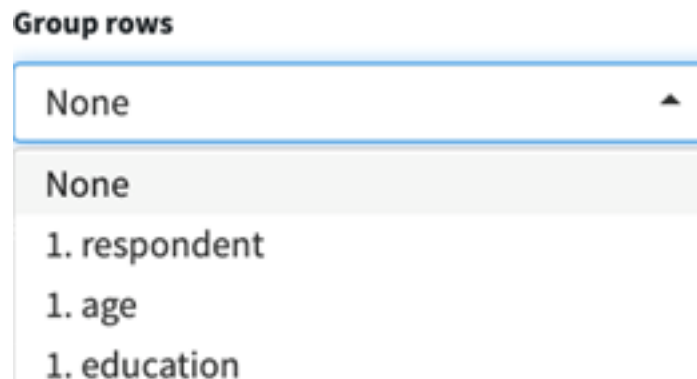 Group rows
None
None
1. respondent
1. age
1. education